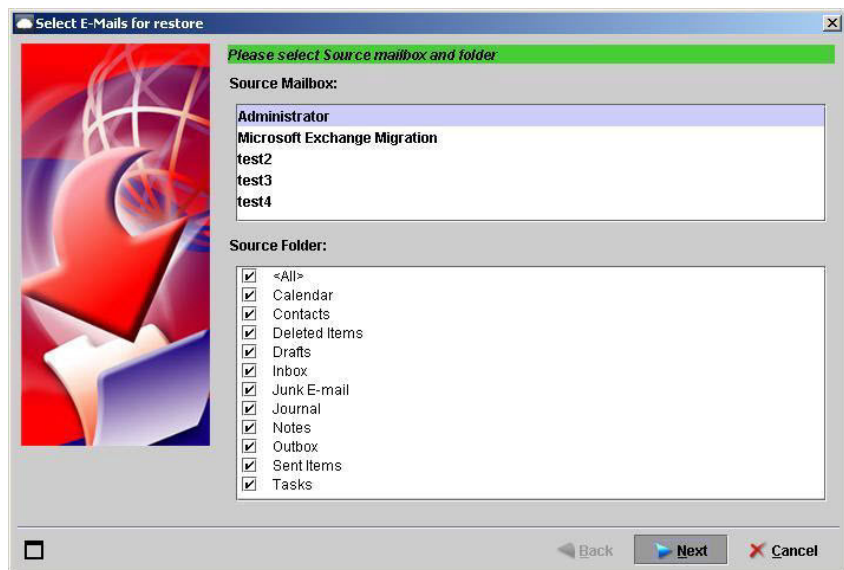 Select E-Mails for restore
Please select Source mailbox and folder
Source Mailbox:
Administrator
Microsoft Exchange Migration
test2
test3
test4
Source Folder:
<All>
Calendar
Contacts
Deleted Items
Drafts
Inbox
Junk E-mail
Journal
Notes
Outbox
Sent Items
Tasks
Back Next Cancel